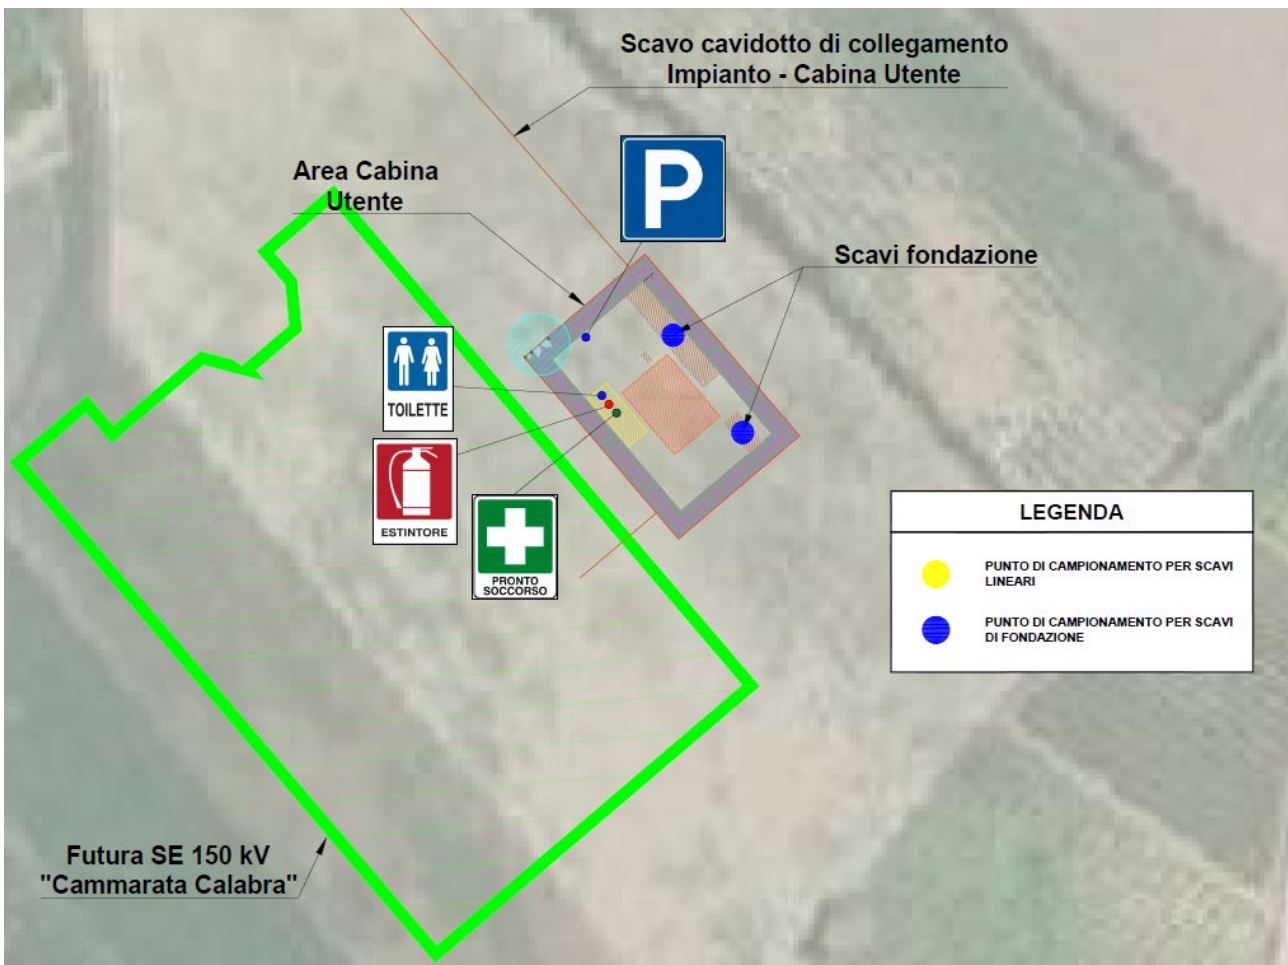 Scavo cavidotto di collegamento
Impianto - Cabina Utente
P
Area Cabina
Utente
Scavi fondazione
TOILETTE
ESTINTORE
PRONTO
SOCCORSO
LEGENDA
PUNTO DI CAMPIONAMENTO PER SCAVI
LINEARI
PUNTO DI CAMPIONAMENTO PER SCAVI
DI FONDAZIONE
Futura SE 150 kV
"Cammarata Calabra"